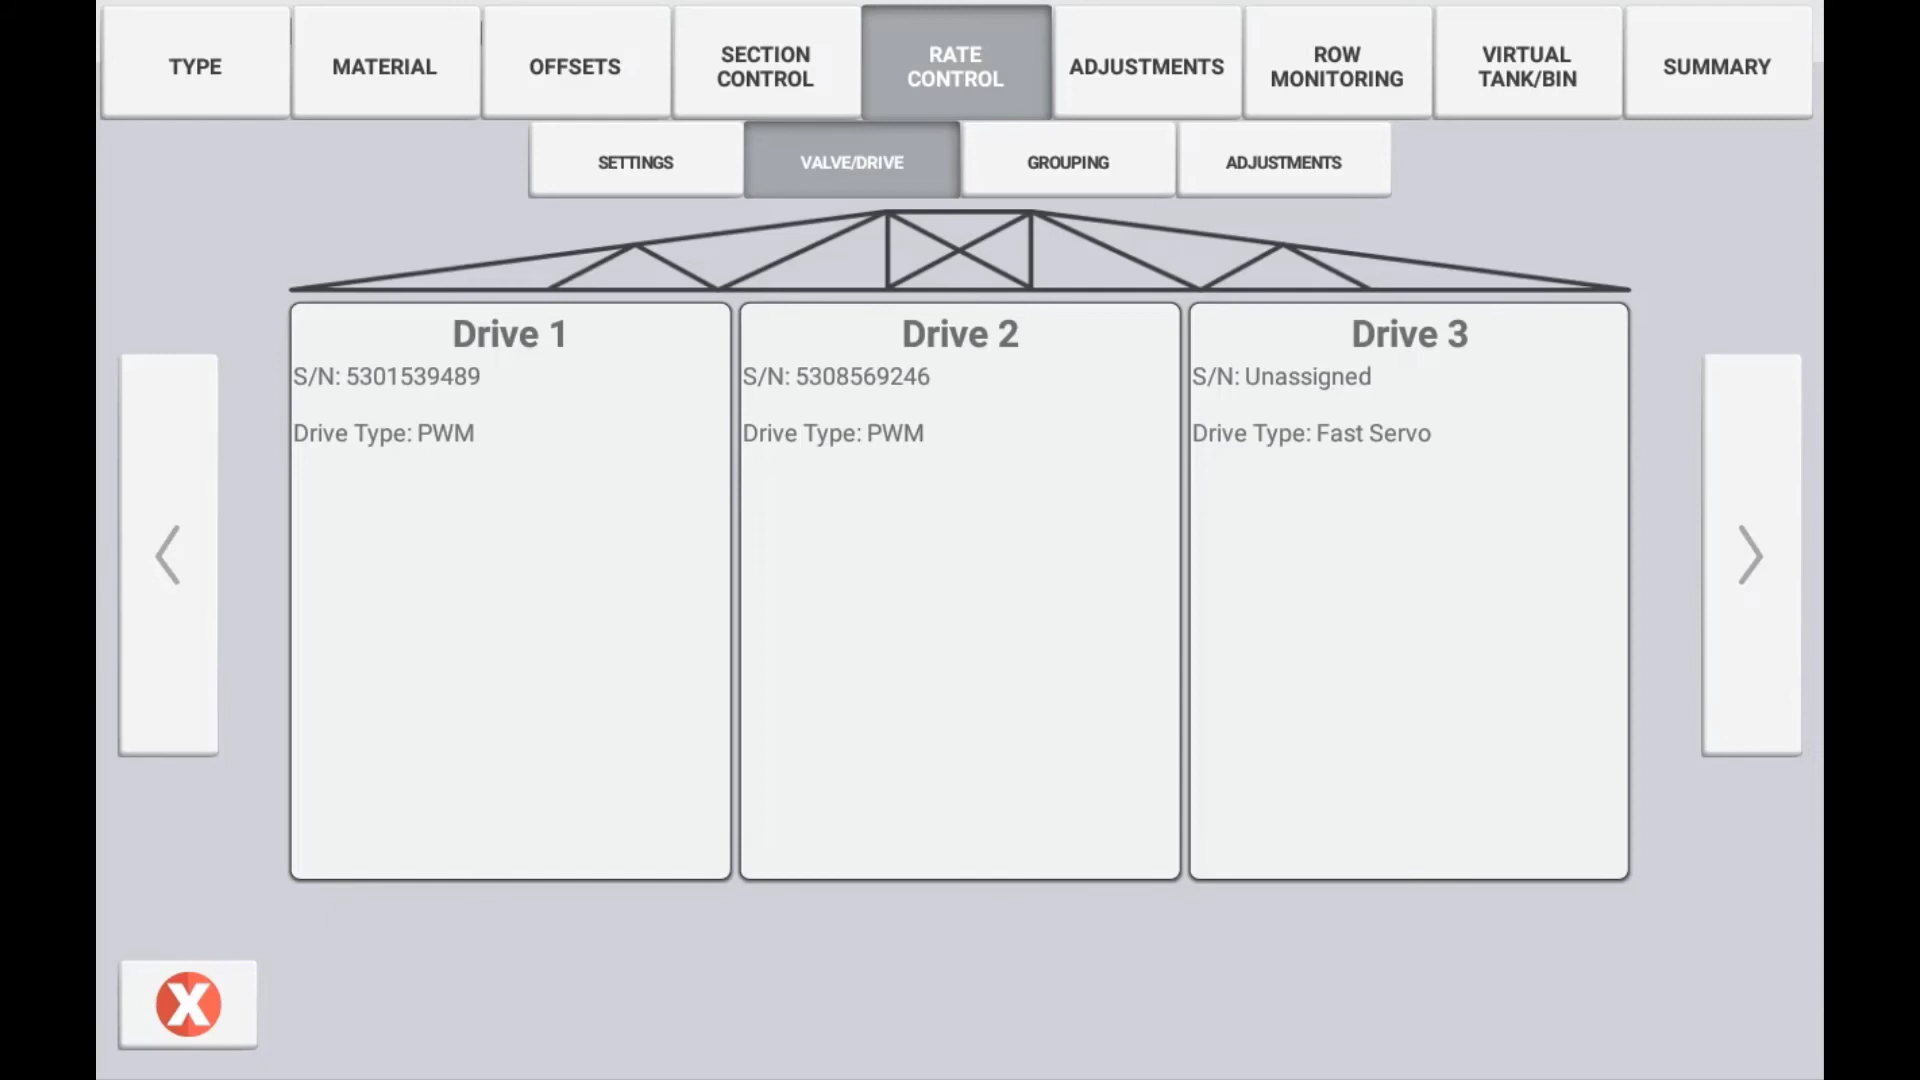 TYPE
MATERIAL
OFFSETS
SECTION
CONTROL
RATE
CONTROL
ADJUSTMENTS
ROW
MONITORING
VIRTUAL
TANK/BIN
SUMMARY
SETTINGS
VALVE/DRIVE
GROUPING
ADJUSTMENTS
Drive 1
S/N: 5301539489
Drive Type: PWM
Drive 2
S/N: 5308569246
Drive Type: PWM
Drive 3
S/N: Unassigned
Drive Type: Fast Servo
X